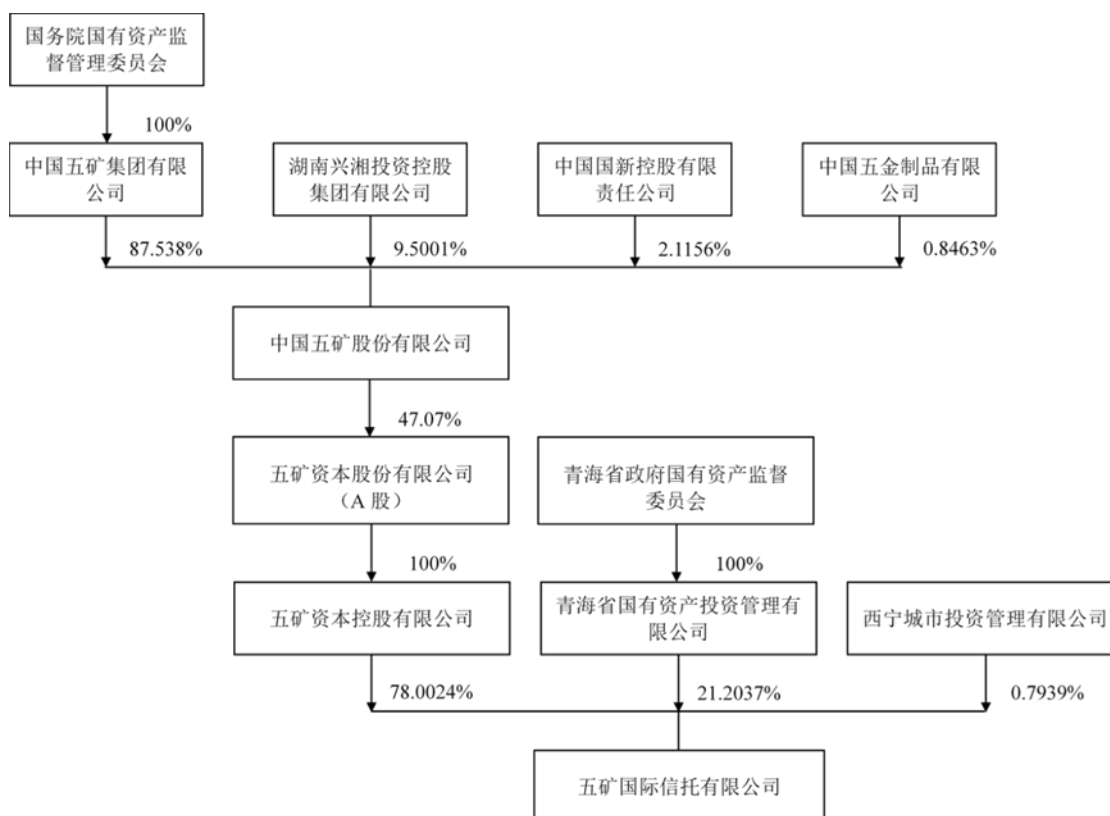 国务院国有资产监
督管理委员会
100%
中国五矿集团有限
公司
湖南兴湘投资控股
集团有限公司
中国国新控股有限
责任公司
中国五金制品有限
公司
87.538%
9.5001%
2.1156%
0.8463%
中国五矿股份有限公司
47.07%
五矿资本股份有限公司
（A 股）
青海省政府国有资产监督
委员会
100%
100%
五矿资本控股有限公司
青海省国有资产投资管理有
限公司
西宁城市投资管理有限公司
78.0024%
21.2037%
0.7939%
五矿国际信托有限公司